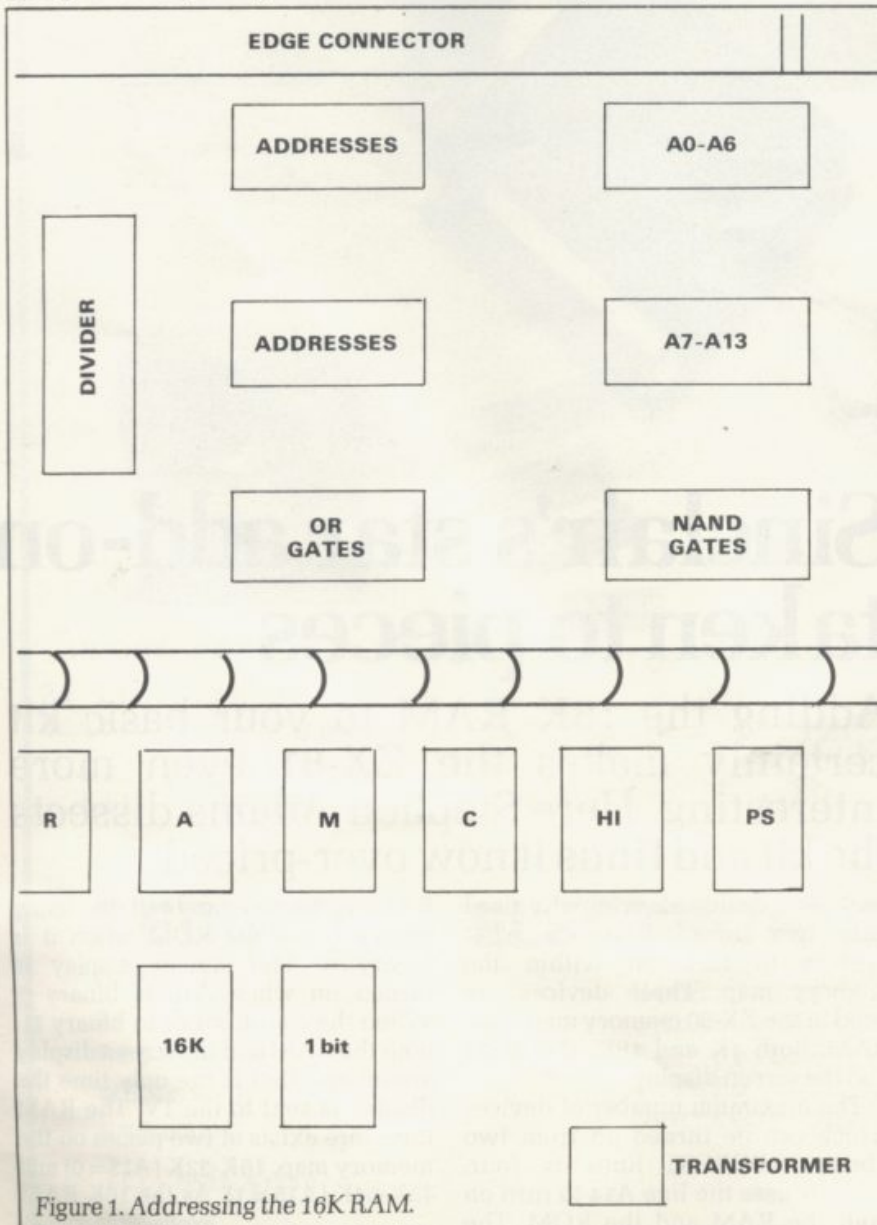 EDGE CONNECTOR
ADDRESSES
A0-A6
DIVIDER
ADDRESSES
A7-A13
OR
GATES
NAND
GATES
R A M C HI PS
16K 1 bit
TRANSFORMER
Figure 1. Addressing the 16K RAM.